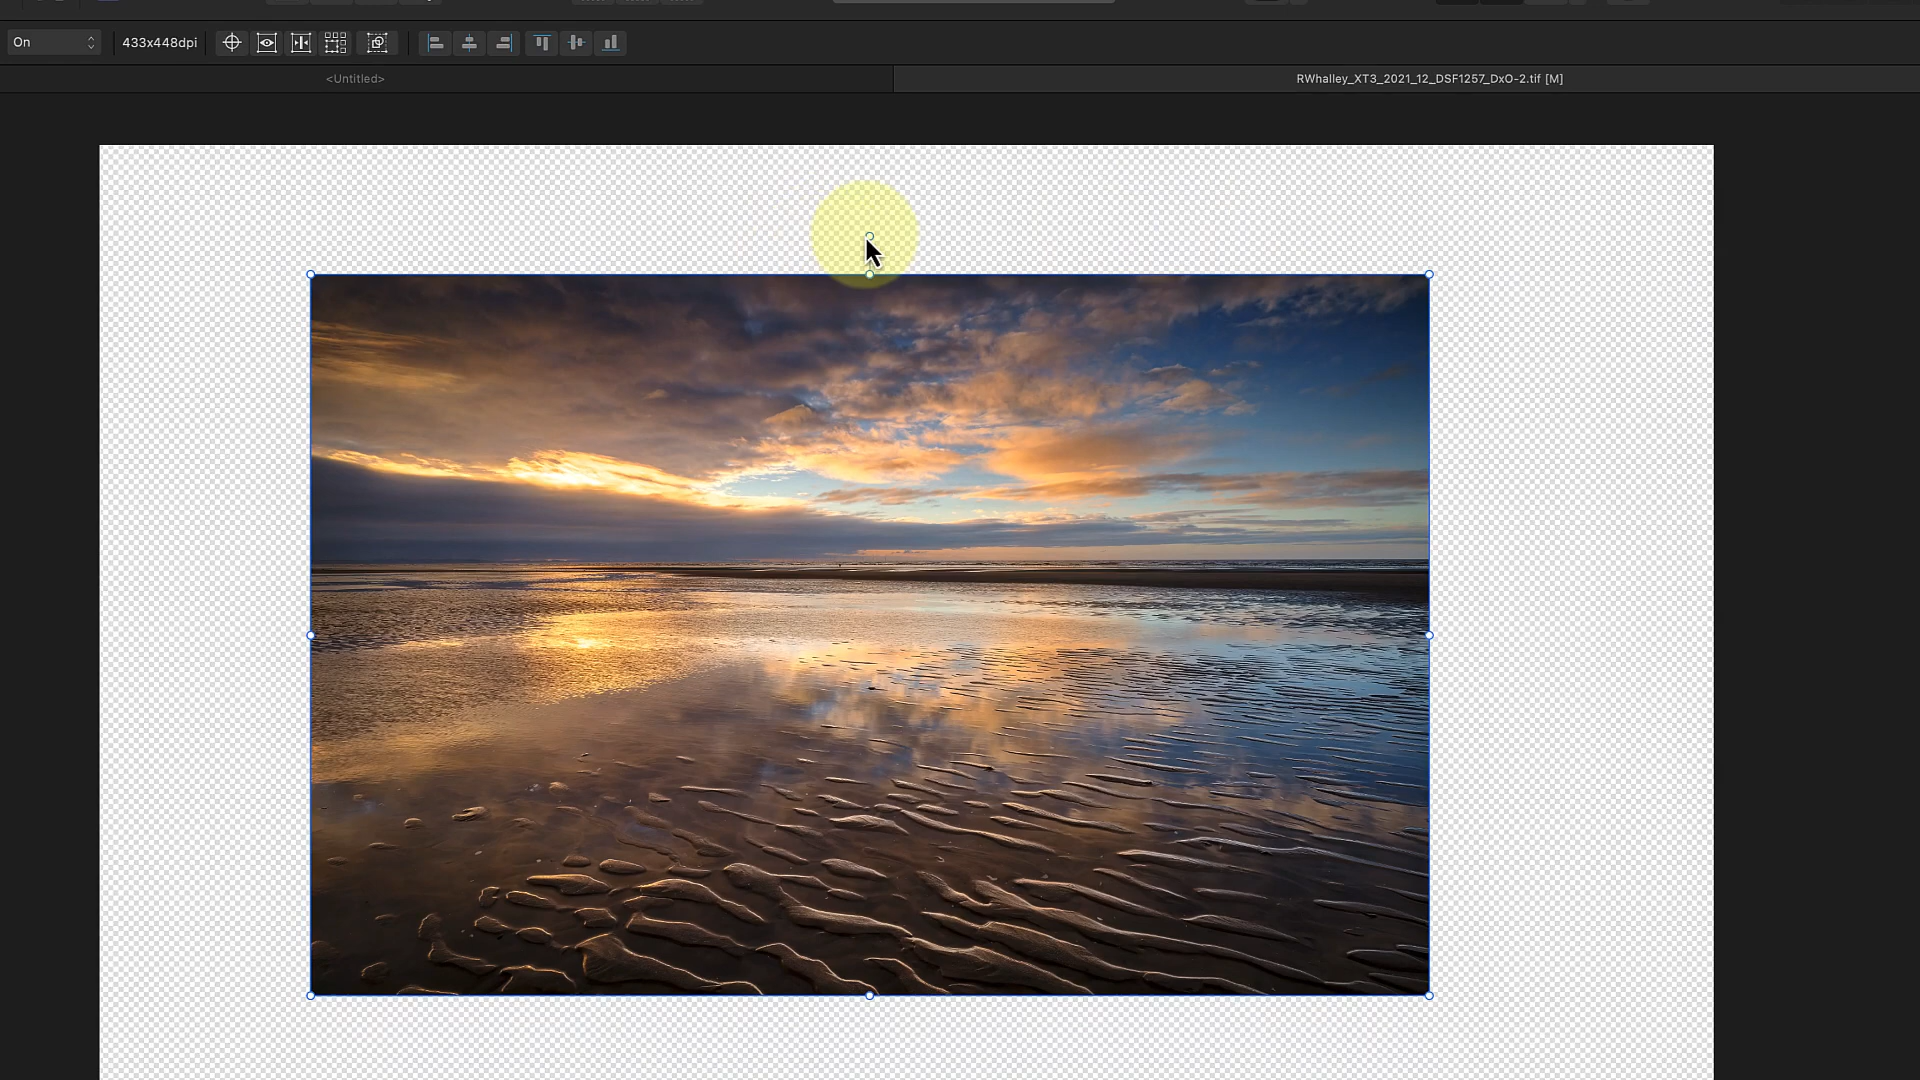 On
433x448dpi
<Untitled>
RWhalley_XT3_2021_12_DSF1257_DxO-2.tif [M]